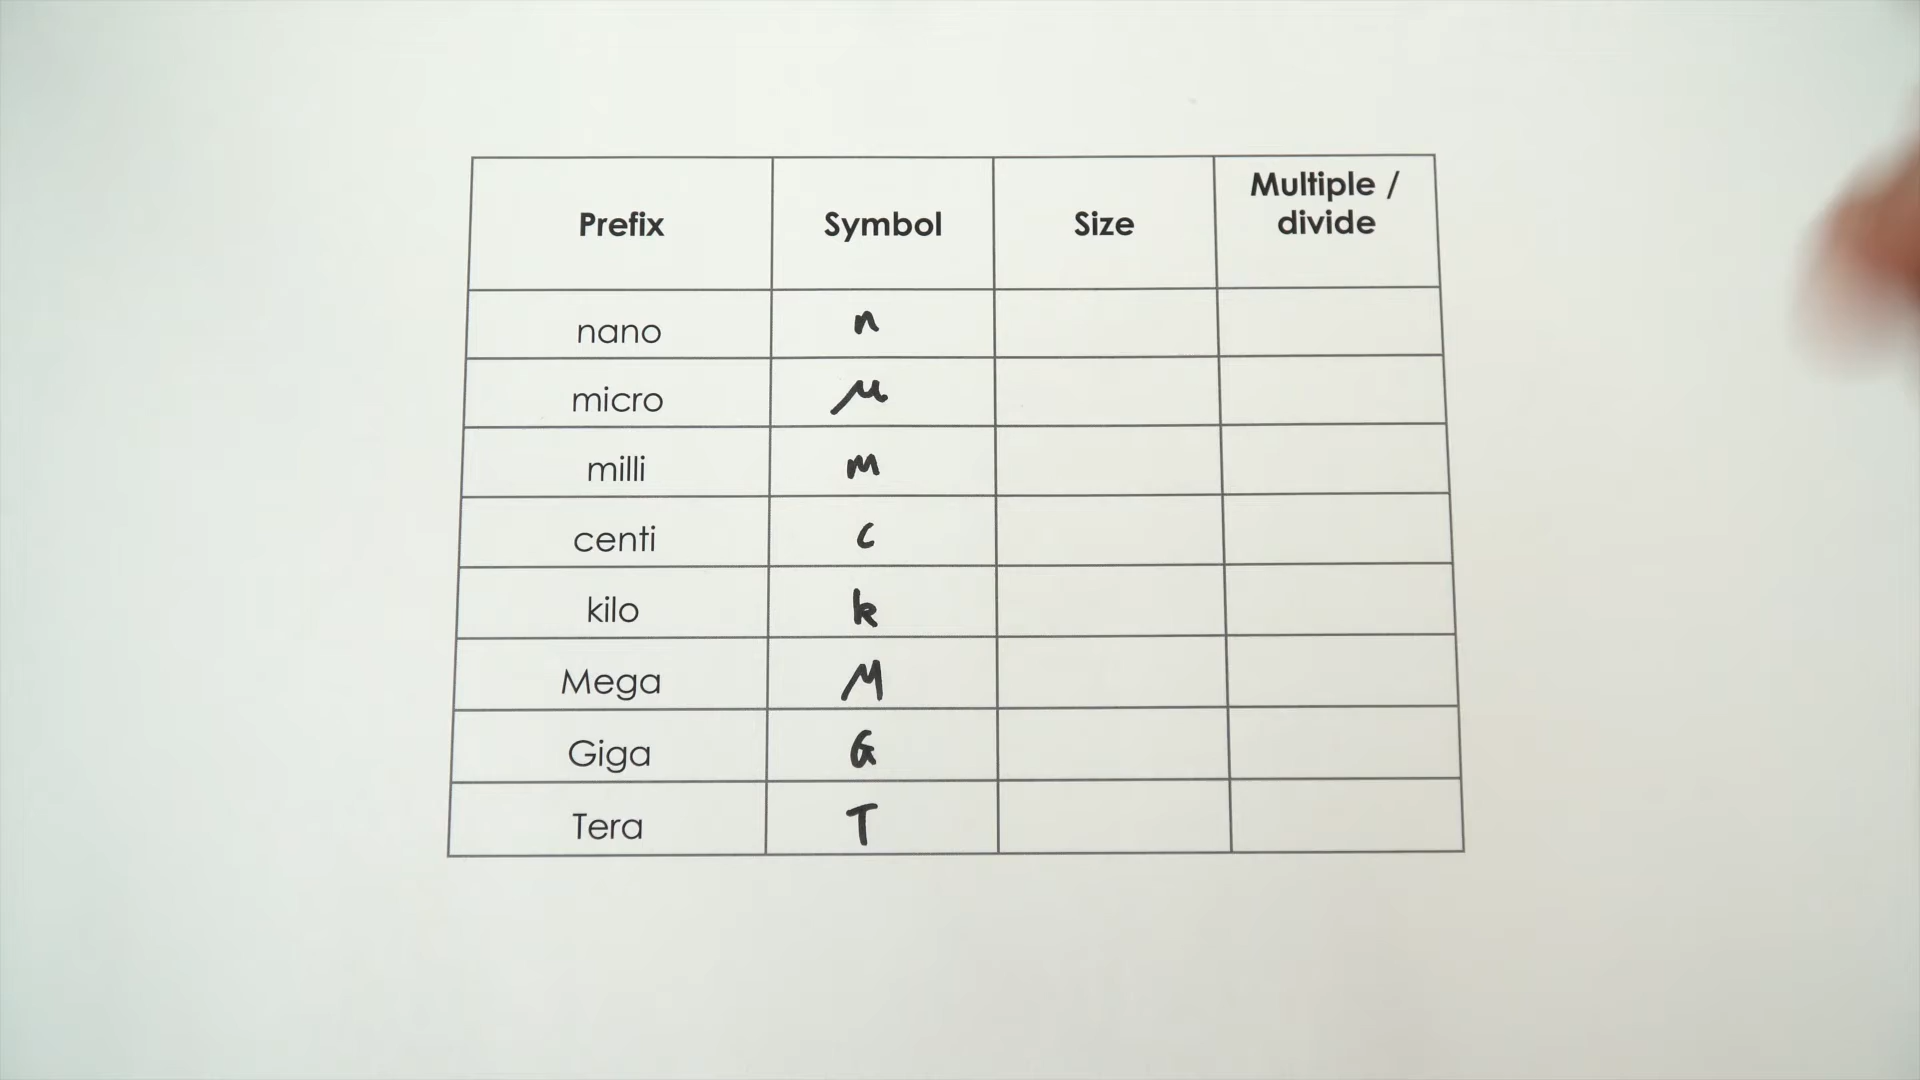 Prefix Symbol Size Multiple / divide
nano n
micro μ
milli m
centi c
kilo k
Mega M
Giga G
Tera T